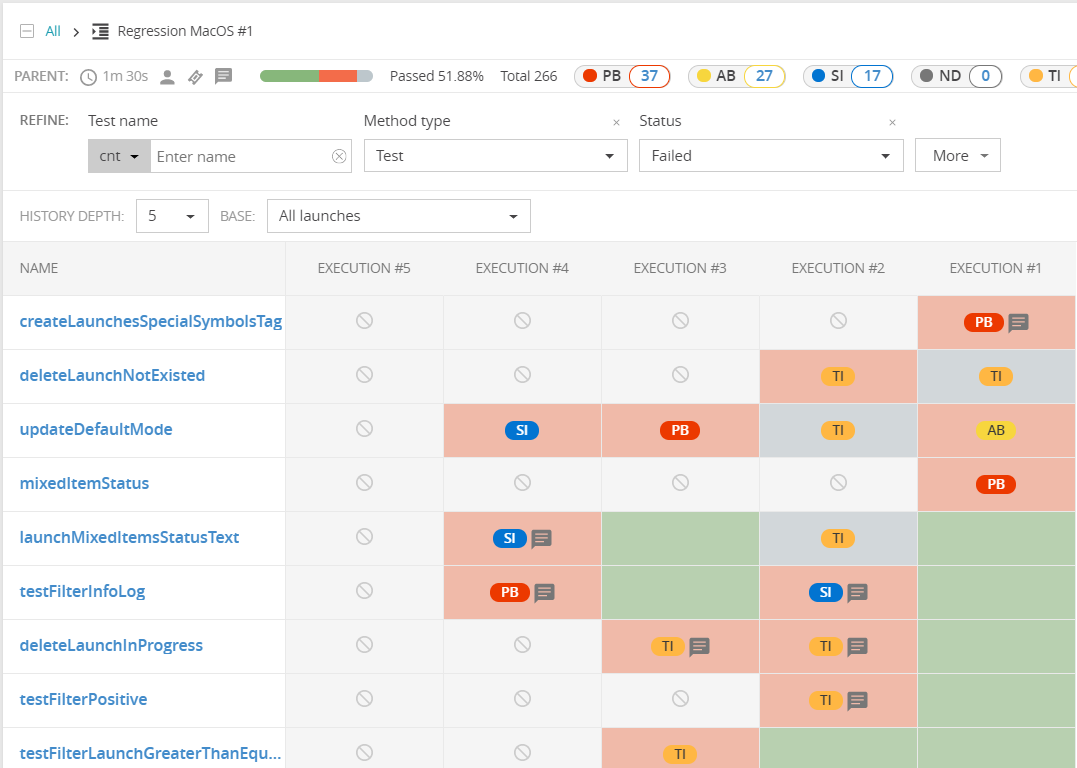 All > Regression MacOS #1
PARENT: 1m 30s Passed 51.88% Total 266 PB 37 AB 27 SI 17 ND 0 TI
REFINE: Test name Method type × Status ×
cnt Enter name Test Failed More
HISTORY DEPTH: 5 BASE: All launches
NAME EXECUTION #5 EXECUTION #4 EXECUTION #3 EXECUTION #2 EXECUTION #1
createLaunchesSpecialSymbolsTag PB
deleteLaunchNotExisted TI TI
updateDefaultMode SI PB TI AB
mixedItemStatus PB
launchMixedItemsStatusText SI TI
testFilterInfoLog PB SI
deleteLaunchInProgress TI TI
testFilterPositive TI
testFilterLaunchGreaterThanEqu... TI